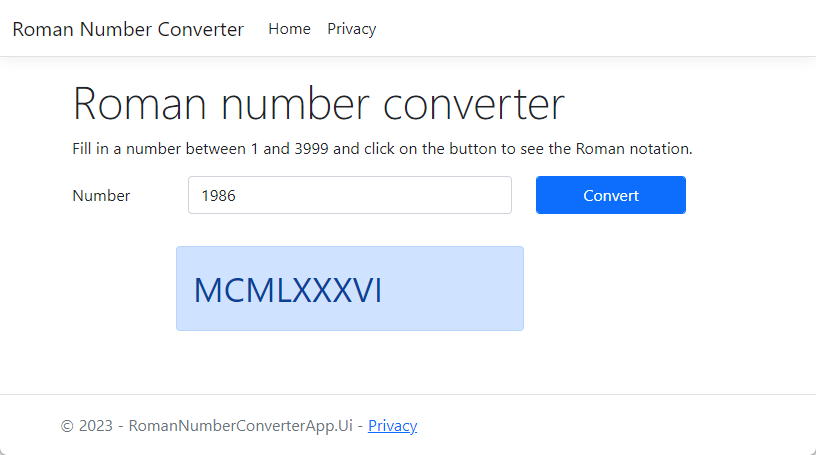 Roman Number Converter Home Privacy
Roman number converter
Fill in a number between 1 and 3999 and click on the button to see the Roman notation.
Number 1986 Convert
MCMLXXXVI
© 2023 - RomanNumberConverterApp.Ui - Privacy